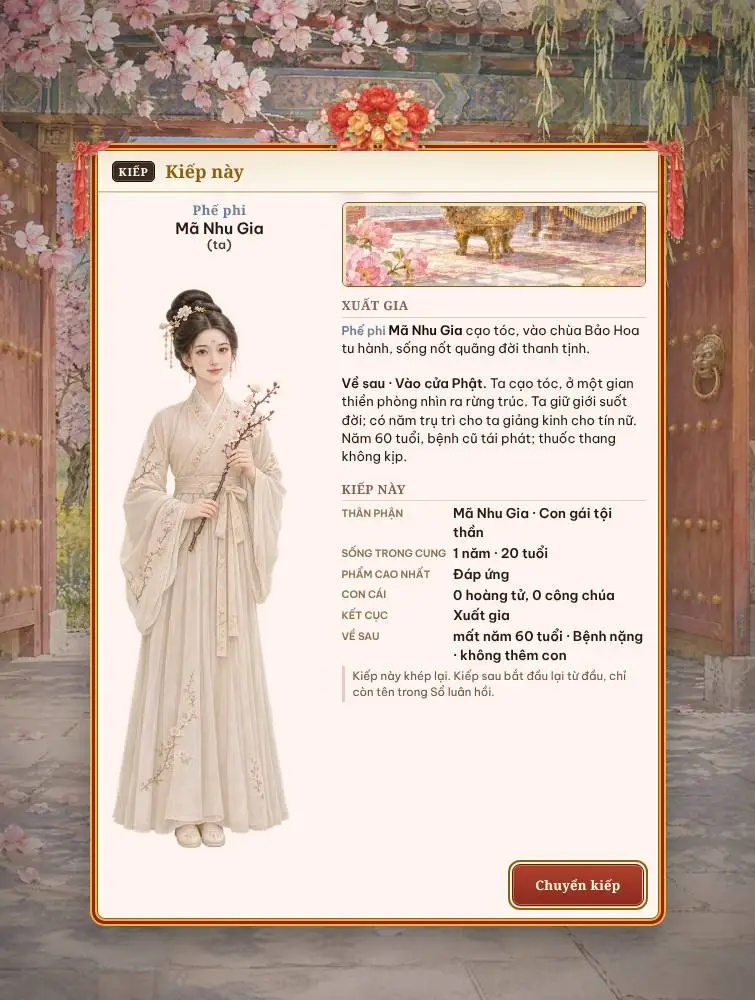 KIẾP Kiếp này
Phế phi
Mã Nhu Gia
(ta)
XUẤT GIA
Phế phi Mã Nhu Gia cạo tóc, vào chùa Bảo Hoa
tu hành, sống nốt quãng đời thanh tịnh.
Về sau · Vào cửa Phật. Ta cạo tóc, ở một gian
thiền phòng nhìn ra rừng trúc. Ta giữ giới suốt
đời; có năm trụ trì cho ta giảng kinh cho tín nữ.
Năm 60 tuổi, bệnh cũ tái phát; thuốc thang
không kịp.
KIẾP NÀY
THÂN PHẬN Mã Nhu Gia · Con gái tội
thần
SỐNG TRONG CUNG 1 năm · 20 tuổi
PHẨM CAO NHẤT Đáp ứng
CON CÁI 0 hoàng tử, 0 công chúa
KẾT CỤC Xuất gia
VỀ SAU mất năm 60 tuổi · Bệnh nặng
· không thêm con
Kiếp này khép lại. Kiếp sau bắt đầu lại từ đầu, chỉ
còn tên trong Sổ luân hồi.
Chuyển kiếp